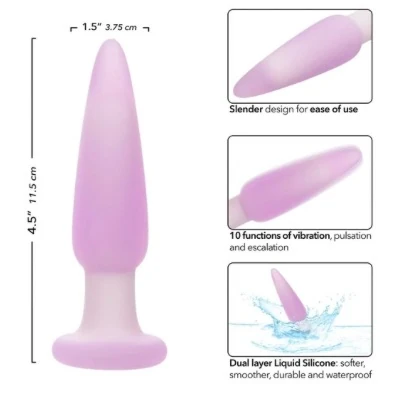 1.5" 3.75 cm
4.5" 11.5 cm
Slender design for ease of use
10 functions of vibration, pulsation
and escalation
Dual layer Liquid Silicone: softer,
smoother, durable and waterproof